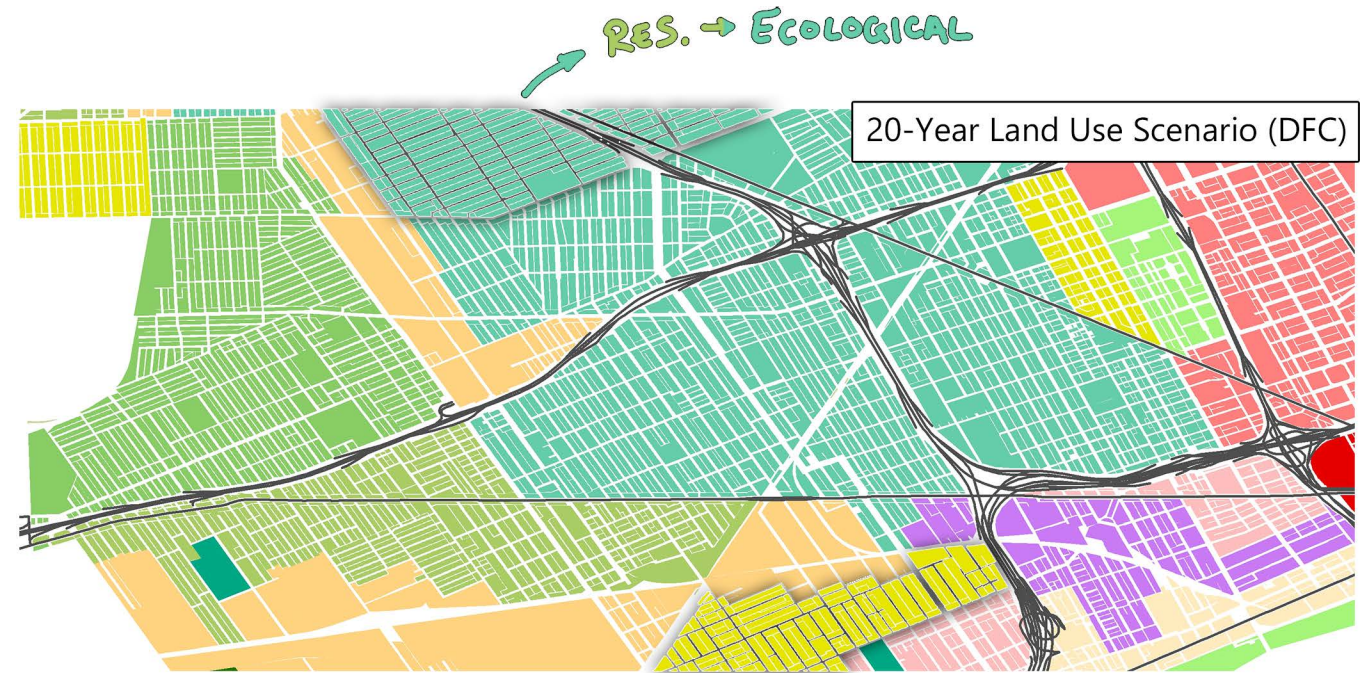 RES. → ECOLOGICAL
20-Year Land Use Scenario (DFC)